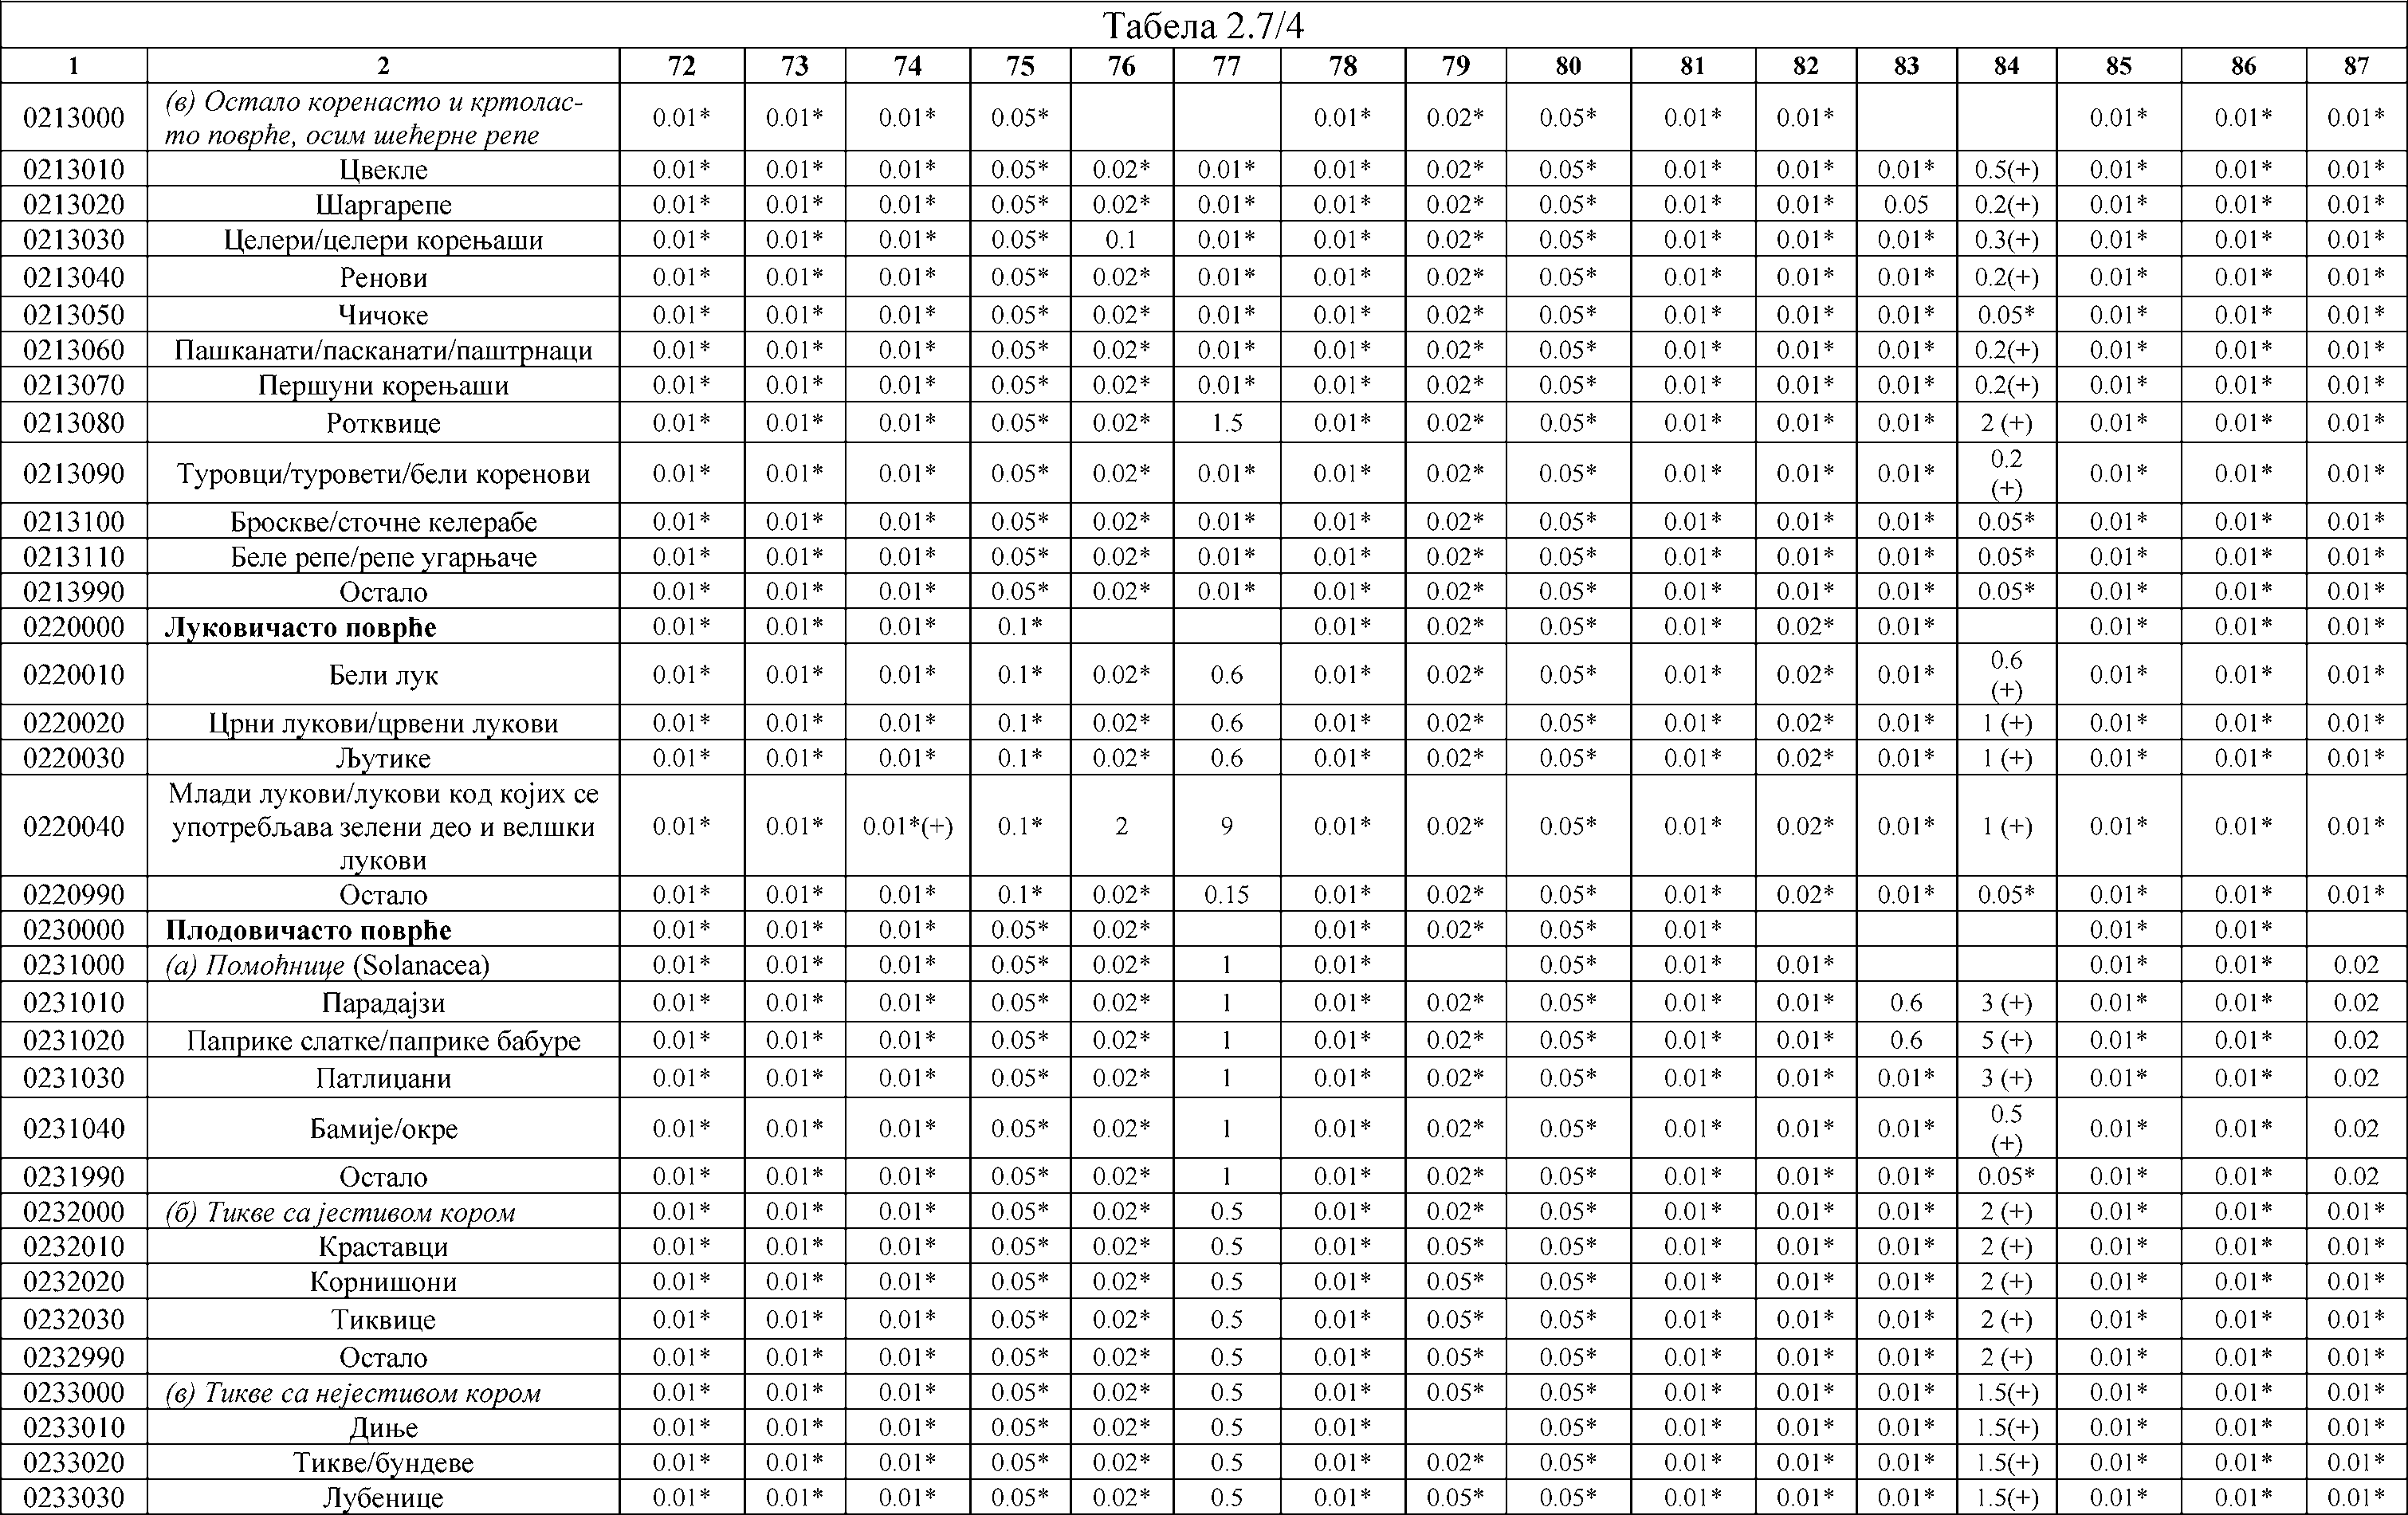 Табела 2.7/4
1 2 72 73 74 75 76 77 78 79 80 81 82 83 84 85 86 87
0213000 (в) Остало коренасто и кртолас-
то поврће, осим шећерне репе 0.01* 0.01* 0.01* 0.05* 0.01* 0.02* 0.05* 0.01* 0.01* 0.01* 0.01* 0.01*
0213010 Цвекле 0.01* 0.01* 0.01* 0.05* 0.02* 0.01* 0.01* 0.02* 0.05* 0.01* 0.01* 0.01* 0.5(+) 0.01* 0.01* 0.01*
0213020 Шаргарепе 0.01* 0.01* 0.01* 0.05* 0.02* 0.01* 0.01* 0.02* 0.05* 0.01* 0.01* 0.05 0.2(+) 0.01* 0.01* 0.01*
0213030 Целери/целери корењаши 0.01* 0.01* 0.01* 0.05* 0.1 0.01* 0.01* 0.02* 0.05* 0.01* 0.01* 0.01* 0.3(+) 0.01* 0.01* 0.01*
0213040 Ренови 0.01* 0.01* 0.01* 0.05* 0.02* 0.01* 0.01* 0.02* 0.05* 0.01* 0.01* 0.01* 0.2(+) 0.01* 0.01* 0.01*
0213050 Чичоке 0.01* 0.01* 0.01* 0.05* 0.02* 0.01* 0.01* 0.02* 0.05* 0.01* 0.01* 0.01* 0.05* 0.01* 0.01* 0.01*
0213060 Пашканати/пасканати/паштрнаци 0.01* 0.01* 0.01* 0.05* 0.02* 0.01* 0.01* 0.02* 0.05* 0.01* 0.01* 0.01* 0.2(+) 0.01* 0.01* 0.01*
0213070 Першуни корењаши 0.01* 0.01* 0.01* 0.05* 0.02* 0.01* 0.01* 0.02* 0.05* 0.01* 0.01* 0.01* 0.2(+) 0.01* 0.01* 0.01*
0213080 Ротквице 0.01* 0.01* 0.01* 0.05* 0.02* 1.5 0.01* 0.02* 0.05* 0.01* 0.01* 0.01* 2 (+) 0.01* 0.01* 0.01*
0213090 Туровци/туровети/бели коренови 0.01* 0.01* 0.01* 0.05* 0.02* 0.01* 0.01* 0.02* 0.05* 0.01* 0.01* 0.01* 0.2
(+) 0.01* 0.01* 0.01*
0213100 Броскве/сточне келерабе 0.01* 0.01* 0.01* 0.05* 0.02* 0.01* 0.01* 0.02* 0.05* 0.01* 0.01* 0.01* 0.05* 0.01* 0.01* 0.01*
0213110 Беле репе/репе угарњаче 0.01* 0.01* 0.01* 0.05* 0.02* 0.01* 0.01* 0.02* 0.05* 0.01* 0.01* 0.01* 0.05* 0.01* 0.01* 0.01*
0213990 Остало 0.01* 0.01* 0.01* 0.05* 0.02* 0.01* 0.01* 0.02* 0.05* 0.01* 0.01* 0.01* 0.05* 0.01* 0.01* 0.01*
0220000 Луковичасто поврће 0.01* 0.01* 0.01* 0.1* 0.01* 0.02* 0.05* 0.01* 0.02* 0.01* 0.01* 0.01* 0.01*
0220010 Бели лук 0.01* 0.01* 0.01* 0.1* 0.02* 0.6 0.01* 0.02* 0.05* 0.01* 0.02* 0.01* 0.6
(+) 0.01* 0.01* 0.01*
0220020 Црни лукови/црвени лукови 0.01* 0.01* 0.01* 0.1* 0.02* 0.6 0.01* 0.02* 0.05* 0.01* 0.02* 0.01* 1 (+) 0.01* 0.01* 0.01*
0220030 Љутике 0.01* 0.01* 0.01* 0.1* 0.02* 0.6 0.01* 0.02* 0.05* 0.01* 0.02* 0.01* 1 (+) 0.01* 0.01* 0.01*
0220040 Млади лукови/лукови код којих се
употребљава зелени део и велшки
лукови 0.01* 0.01* 0.01*(+) 0.1* 2 9 0.01* 0.02* 0.05* 0.01* 0.02* 0.01* 1 (+) 0.01* 0.01* 0.01*
0220990 Остало 0.01* 0.01* 0.01* 0.1* 0.02* 0.15 0.01* 0.02* 0.05* 0.01* 0.02* 0.01* 0.05* 0.01* 0.01* 0.01*
0230000 Плодовичасто поврће 0.01* 0.01* 0.01* 0.05* 0.02* 0.01* 0.02* 0.05* 0.01* 0.01* 0.01*
0231000 (а) Помоћнице (Solanacea) 0.01* 0.01* 0.01* 0.05* 0.02* 1 0.01* 0.05* 0.01* 0.01* 0.01* 0.01* 0.02
0231010 Парадајзи 0.01* 0.01* 0.01* 0.05* 0.02* 1 0.01* 0.02* 0.05* 0.01* 0.01* 0.6 3 (+) 0.01* 0.01* 0.02
0231020 Паприке слатке/паприке бабуре 0.01* 0.01* 0.01* 0.05* 0.02* 1 0.01* 0.02* 0.05* 0.01* 0.01* 0.6 5 (+) 0.01* 0.01* 0.02
0231030 Патлиџани 0.01* 0.01* 0.01* 0.05* 0.02* 1 0.01* 0.02* 0.05* 0.01* 0.01* 0.01* 3 (+) 0.01* 0.01* 0.02
0231040 Бамије/окре 0.01* 0.01* 0.01* 0.05* 0.02* 1 0.01* 0.02* 0.05* 0.01* 0.01* 0.01* 0.5
(+) 0.01* 0.01* 0.02
0231990 Остало 0.01* 0.01* 0.01* 0.05* 0.02* 1 0.01* 0.02* 0.05* 0.01* 0.01* 0.01* 0.05* 0.01* 0.01* 0.02
0232000 (б) Тикве са јестивом кором 0.01* 0.01* 0.01* 0.05* 0.02* 0.5 0.01* 0.02* 0.05* 0.01* 0.01* 0.01* 2 (+) 0.01* 0.01* 0.01*
0232010 Краставци 0.01* 0.01* 0.01* 0.05* 0.02* 0.5 0.01* 0.05* 0.05* 0.01* 0.01* 0.01* 2 (+) 0.01* 0.01* 0.01*
0232020 Корнишони 0.01* 0.01* 0.01* 0.05* 0.02* 0.5 0.01* 0.05* 0.05* 0.01* 0.01* 0.01* 2 (+) 0.01* 0.01* 0.01*
0232030 Тиквице 0.01* 0.01* 0.01* 0.05* 0.02* 0.5 0.01* 0.05* 0.05* 0.01* 0.01* 0.01* 2 (+) 0.01* 0.01* 0.01*
0232990 Остало 0.01* 0.01* 0.01* 0.05* 0.02* 0.5 0.01* 0.05* 0.05* 0.01* 0.01* 0.01* 2 (+) 0.01* 0.01* 0.01*
0233000 (в) Тикве са нејестивом кором 0.01* 0.01* 0.01* 0.05* 0.02* 0.5 0.01* 0.05* 0.05* 0.01* 0.01* 0.01* 1.5(+) 0.01* 0.01* 0.01*
0233010 Диње 0.01* 0.01* 0.01* 0.05* 0.02* 0.5 0.01* 0.05* 0.01* 0.01* 0.01* 1.5(+) 0.01* 0.01* 0.01*
0233020 Тикве/бундеве 0.01* 0.01* 0.01* 0.05* 0.02* 0.5 0.01* 0.02* 0.05* 0.01* 0.01* 0.01* 1.5(+) 0.01* 0.01* 0.01*
0233030 Лубенице 0.01* 0.01* 0.01* 0.05* 0.02* 0.5 0.01* 0.05* 0.05* 0.01* 0.01* 0.01* 1.5(+) 0.01* 0.01* 0.01*